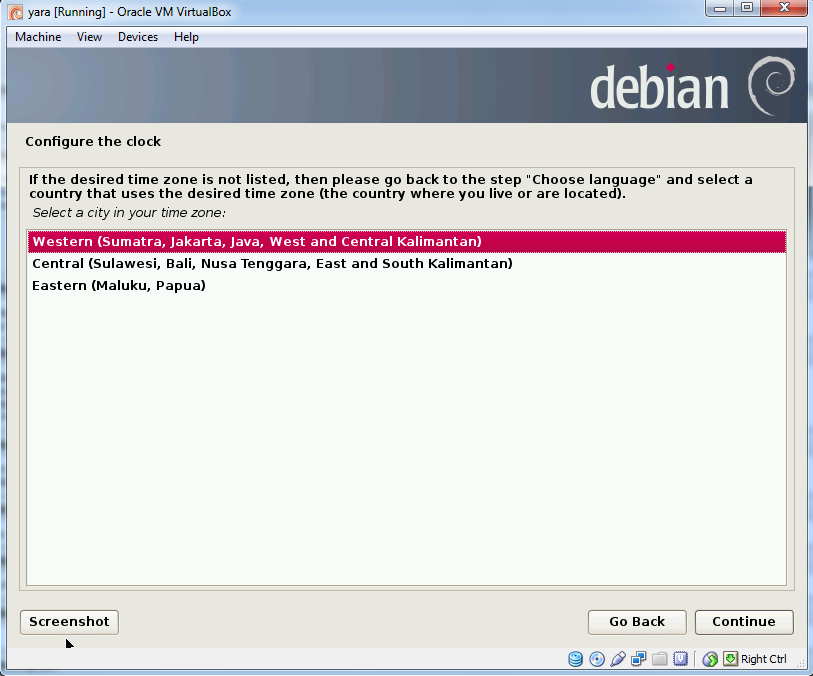 yara [Running] - Oracle VM VirtualBox
Machine View Devices Help
debian
Configure the clock
If the desired time zone is not listed, then please go back to the step "Choose language" and select a
country that uses the desired time zone (the country where you live or are located).
Select a city in your time zone:
Western (Sumatra, Jakarta, Java, West and Central Kalimantan)
Central (Sulawesi, Bali, Nusa Tenggara, East and South Kalimantan)
Eastern (Maluku, Papua)
Screenshot Go Back Continue
Right Ctrl